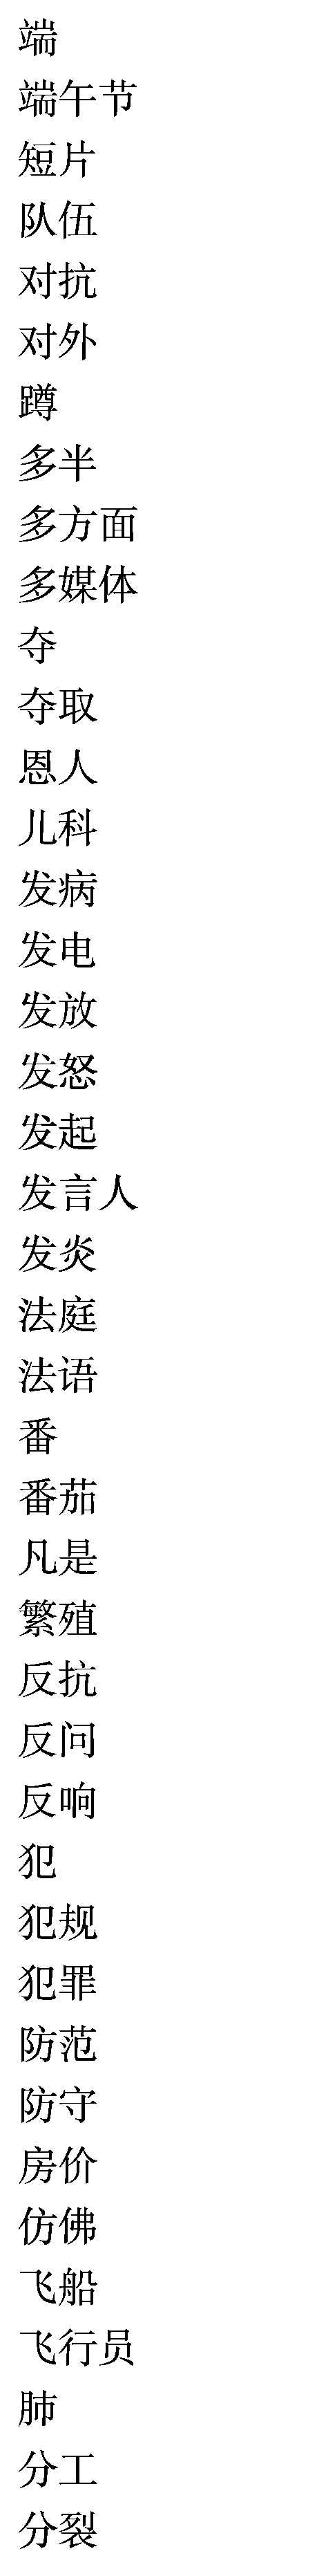 端
端午节
短片
队伍
对抗
对外
蹲
多半
多方面
多媒体
夺
夺取
恩人
儿科
发病
发电
发放
发怒
发起
发言人
发炎
法庭
法语
番
番茄
凡是
繁殖
反抗
反问
反响
犯
犯规
犯罪
防范
防守
房价
仿佛
飞船
飞行员
肺
分工
分裂